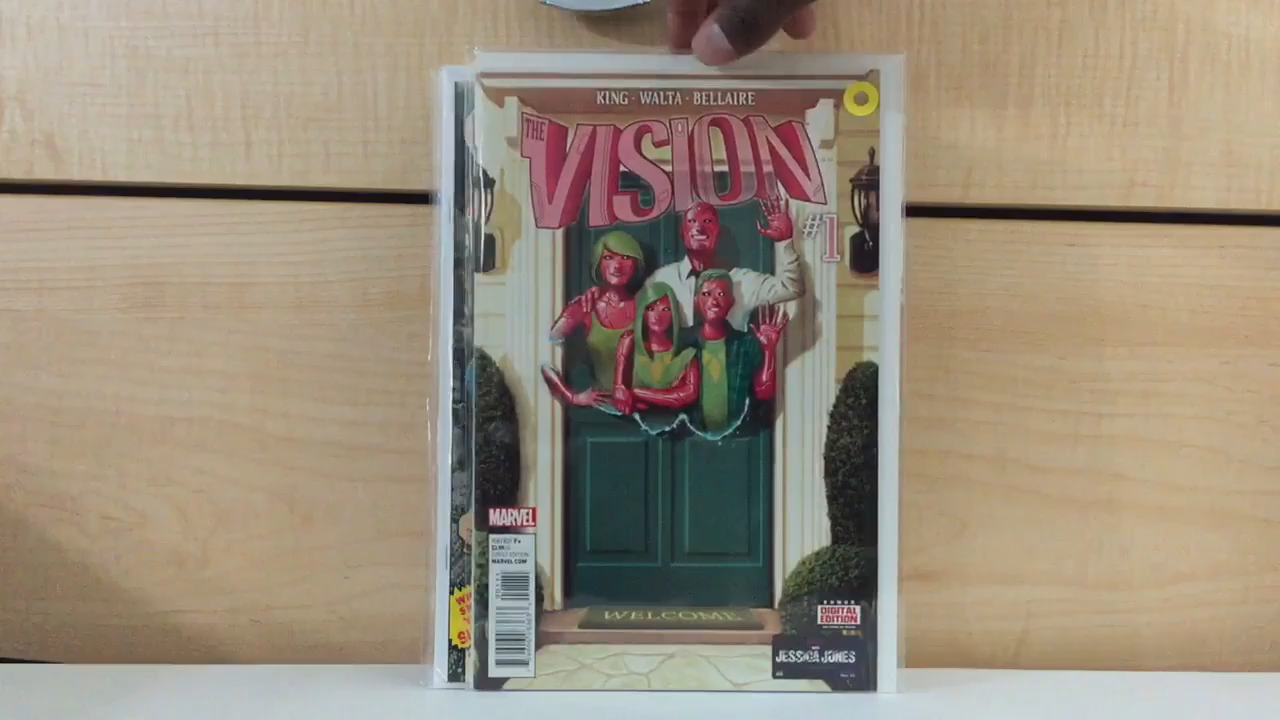 KING · WALTA · BELLAIRE
THE
VISION
#1
MARVEL
MARVEL.COM
WELCOME
DIGITAL
EDITION
JESSICA JONES